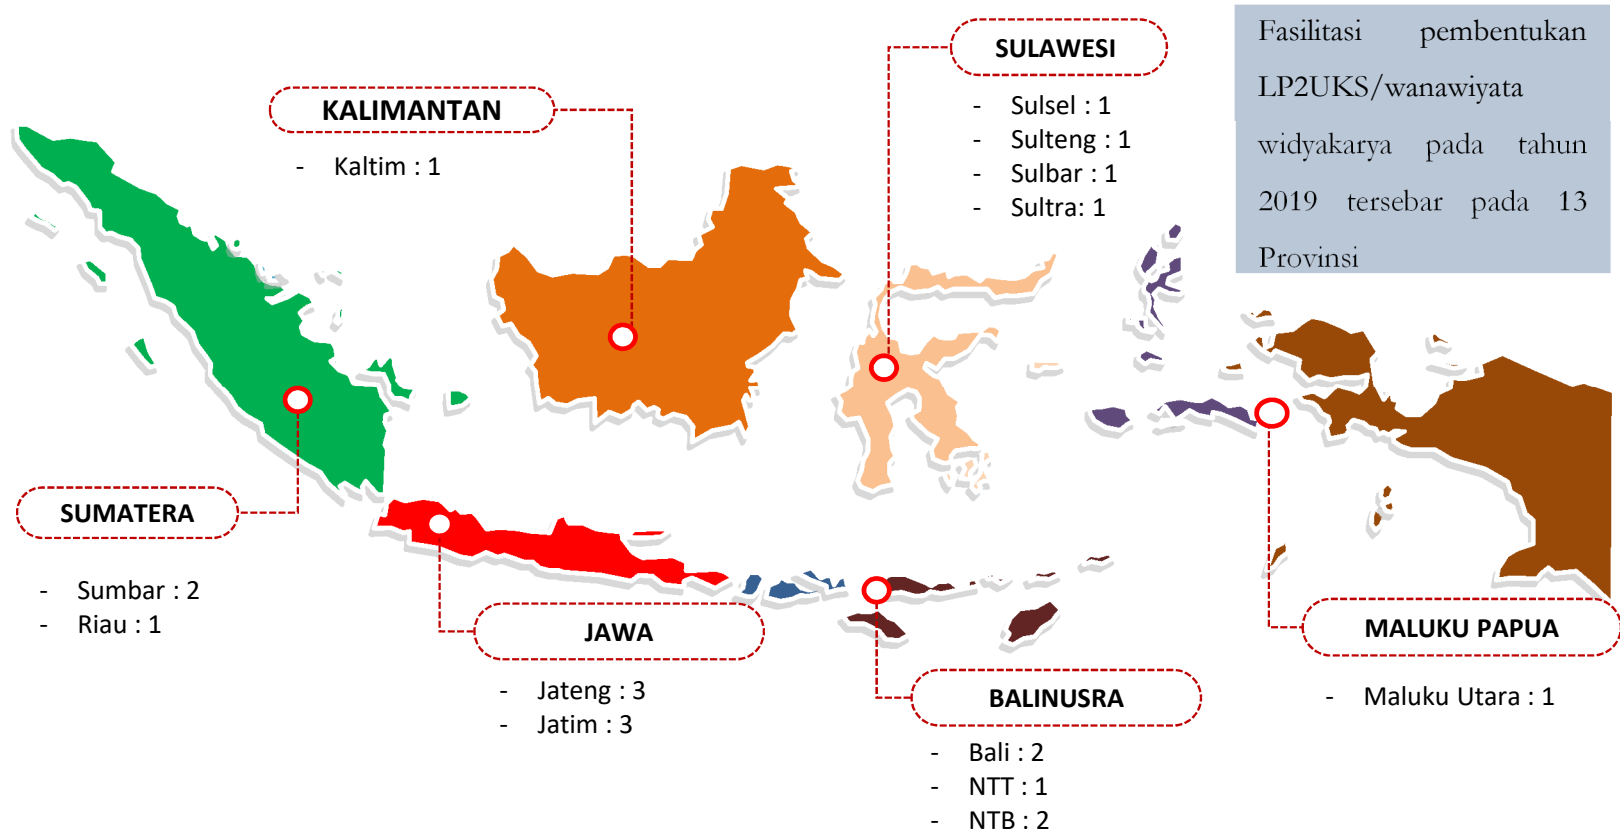 Fasilitasi pembentukan
LP2UKS/wanawiyata
widyakarya pada tahun
2019 tersebar pada 13
Provinsi
SULAWESI
- Sulsel : 1
- Sulteng : 1
- Sulbar : 1
- Sultra: 1
KALIMANTAN
- Kaltim : 1
SUMATERA
- Sumbar : 2
- Riau : 1
JAWA
- Jateng : 3
- Jatim : 3
BALINUSRA
- Bali : 2
- NTT : 1
- NTB : 2
MALUKU PAPUA
- Maluku Utara : 1